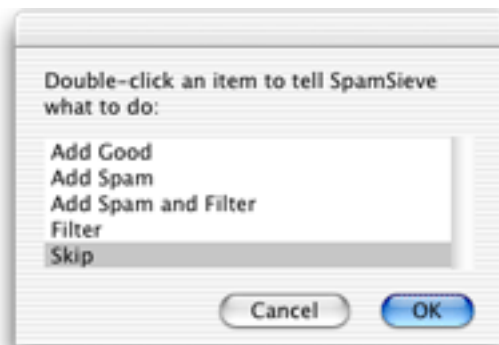 Double-click an item to tell SpamSieve
what to do:
Add Good
Add Spam
Add Spam and Filter
Filter
Skip
Cancel OK